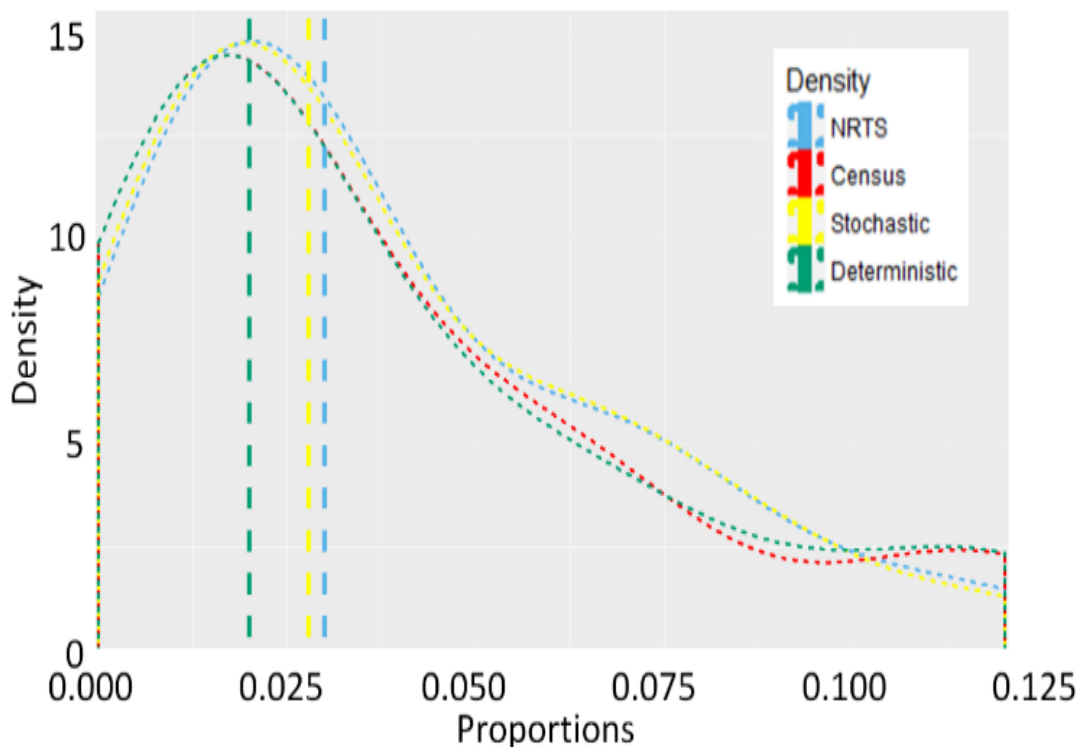 15
10
5
0
Density
0.000 0.025 0.050 0.075 0.100 0.125
Proportions
Density
NRTS
Census
Stochastic
Deterministic